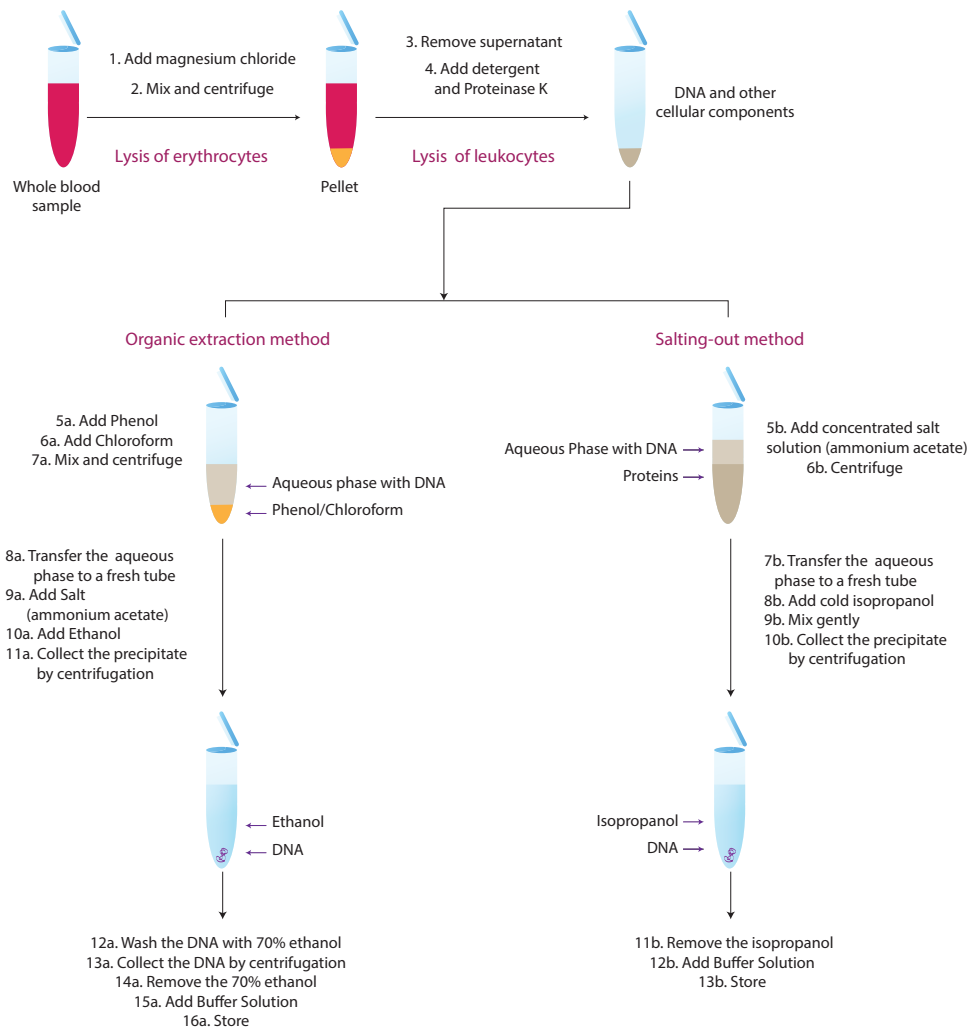 1. Add magnesium chloride
2. Mix and centrifuge
Lysis of erythrocytes
Whole blood
sample
3. Remove supernatant
4. Add detergent
and Proteinase K
Lysis of leukocytes
Pellet
DNA and other
cellular components
Organic extraction method
5a. Add Phenol
6a. Add Chloroform
7a. Mix and centrifuge
Aqueous phase with DNA
Phenol/Chloroform
8a. Transfer the aqueous
phase to a fresh tube
9a. Add Salt
(ammonium acetate)
10a. Add Ethanol
11a. Collect the precipitate
by centrifugation
Ethanol
DNA
12a. Wash the DNA with 70% ethanol
13a. Collect the DNA by centrifugation
14a. Remove the 70% ethanol
15a. Add Buffer Solution
16a. Store
Salting-out method
Aqueous Phase with DNA
Proteins
5b. Add concentrated salt
solution (ammonium acetate)
6b. Centrifuge
7b. Transfer the aqueous
phase to a fresh tube
8b. Add cold isopropanol
9b. Mix gently
10b. Collect the precipitate
by centrifugation
Isopropanol
DNA
11b. Remove the isopropanol
12b. Add Buffer Solution
13b. Store